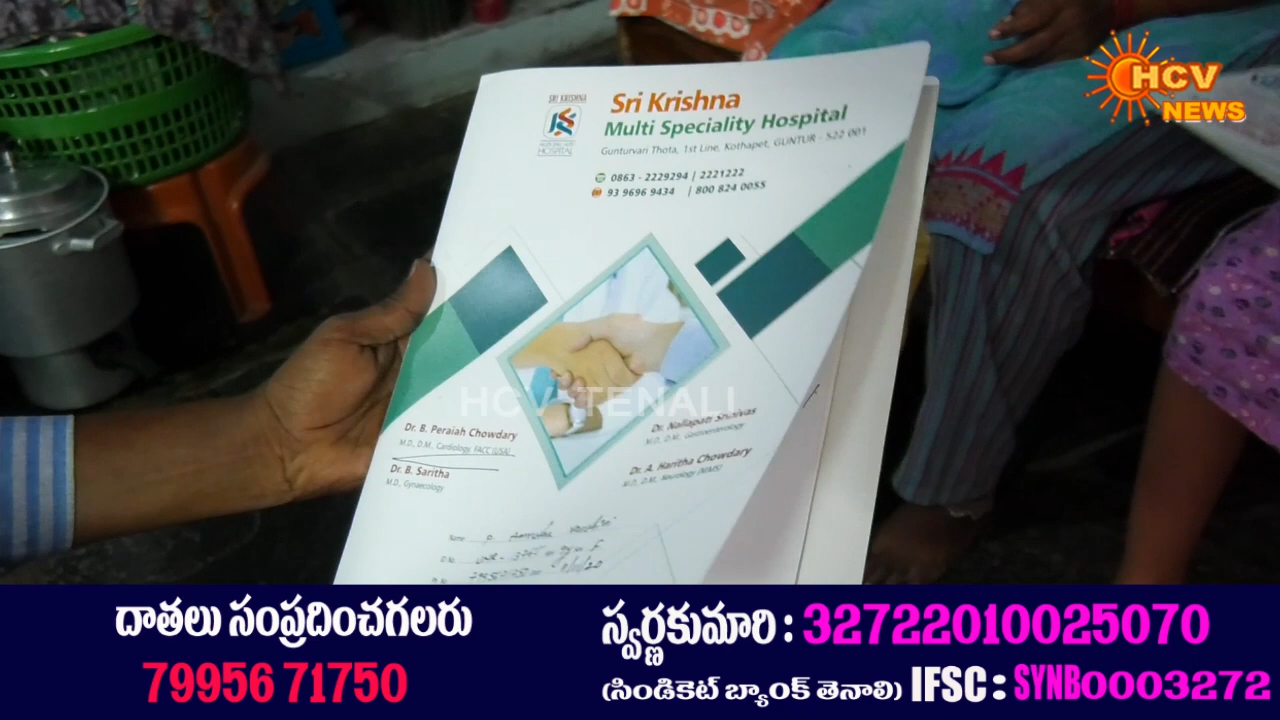 HCV
NEWS
SRI KRISHNA
HOSPITAL
Sri Krishna
Multi Speciality Hospital
Gunturvari Thota, 1st Line, Kothapet, GUNTUR - 522 001
0863 - 2229294 | 2221222
93 9696 9434 | 800 824 0055
HCV TENALI
Dr. B. Peraiah Chowdary
M.D., D.M., Cardiology, FACC (USA)
Dr. B. Saritha
M.D., Gynaecology
Dr. Nallapati Srinivas
M.D., D.M., Gastroenterology
Dr. A. Haritha Chowdary
M.D., D.M., Neurology (NIMS)
Name
దాతలు సంప్రదించగలరు
79956 71750
స్వర్ణకుమారి : 32722010025070
(సిండికెట్ బ్యాంక్ తెనాలి) IFSC : SYNB0003272